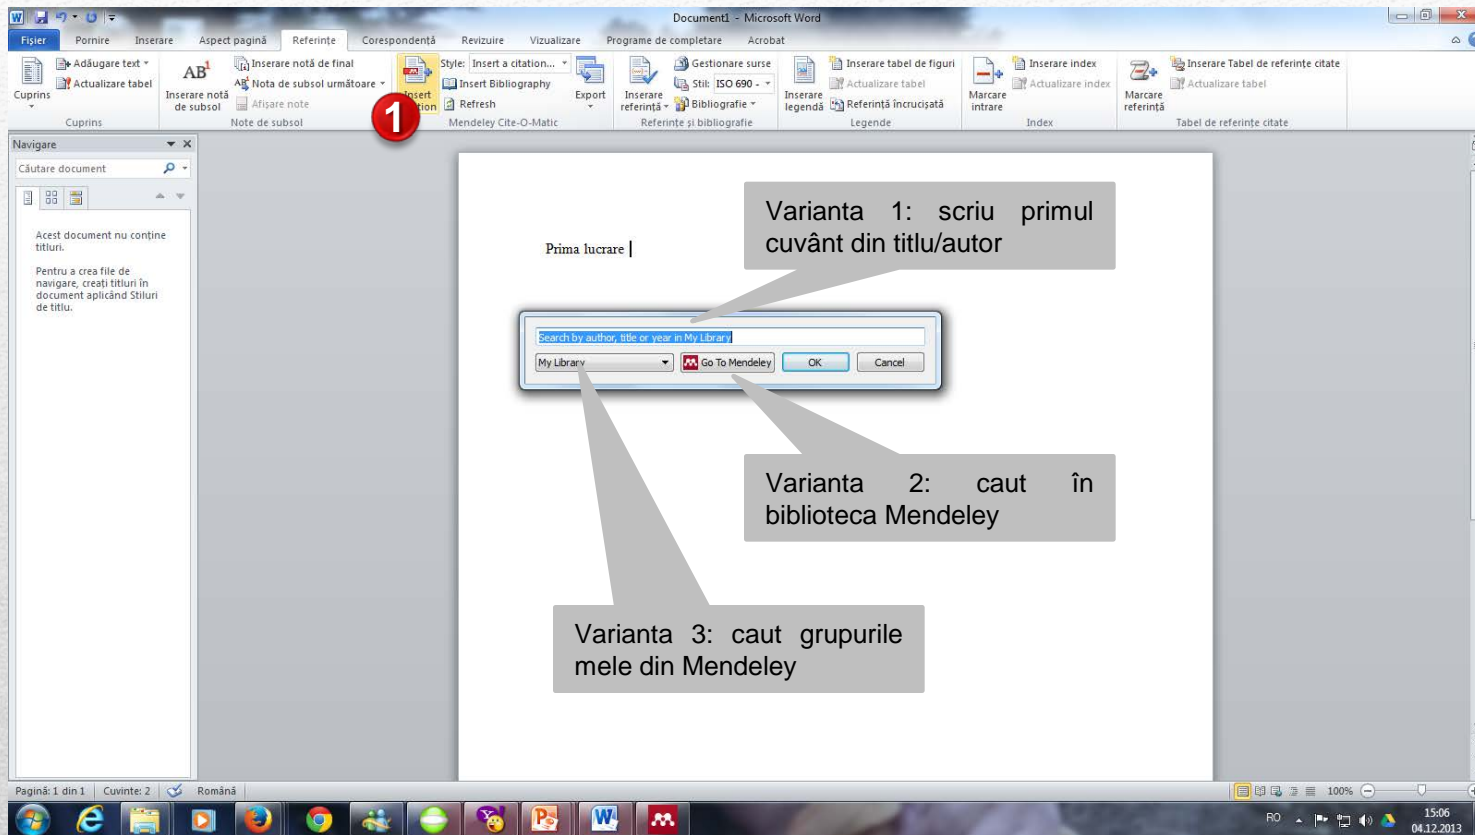 Document1 - Microsoft Word
Fișier Pornire Inserare Aspect pagină Referințe Corespondență Revizuire Vizualizare Programe de completare Acrobat
Cuprins
Adăugare text
Actualizare tabel
Cuprins
AB1
Inserare notă de subsol
Inserare notă de final
Nota de subsol următoare
Afișare note
Note de subsol
Insert
1
Style: Insert a citation...
Insert Bibliography
Refresh
Export
Mendeley Cite-O-Matic
Inserare referință
Gestionare surse
Stil: ISO 690 -
Bibliografie
Referințe și bibliografie
Inserare legendă
Inserare tabel de figuri
Actualizare tabel
Referință încrucișată
Legende
Marcare intrare
Inserare index
Actualizare index
Index
Marcare referință
Inserare Tabel de referințe citate
Actualizare tabel
Tabel de referințe citate
Navigare
Căutare document
Acest document nu conține
titluri.
Pentru a crea file de
navigare, creați titluri în
document aplicând Stiluri
de titlu.
Prima lucrare
Varianta 1: scriu primul
cuvânt din titlu/autor
Search by author, title or year in My Library
My Library Go To Mendeley OK Cancel
Varianta 2: caut în
biblioteca Mendeley
Varianta 3: caut grupurile
mele din Mendeley
Pagină: 1 din 1 Cuvinte: 2 Română 100%
RO 15:06
04.12.2013